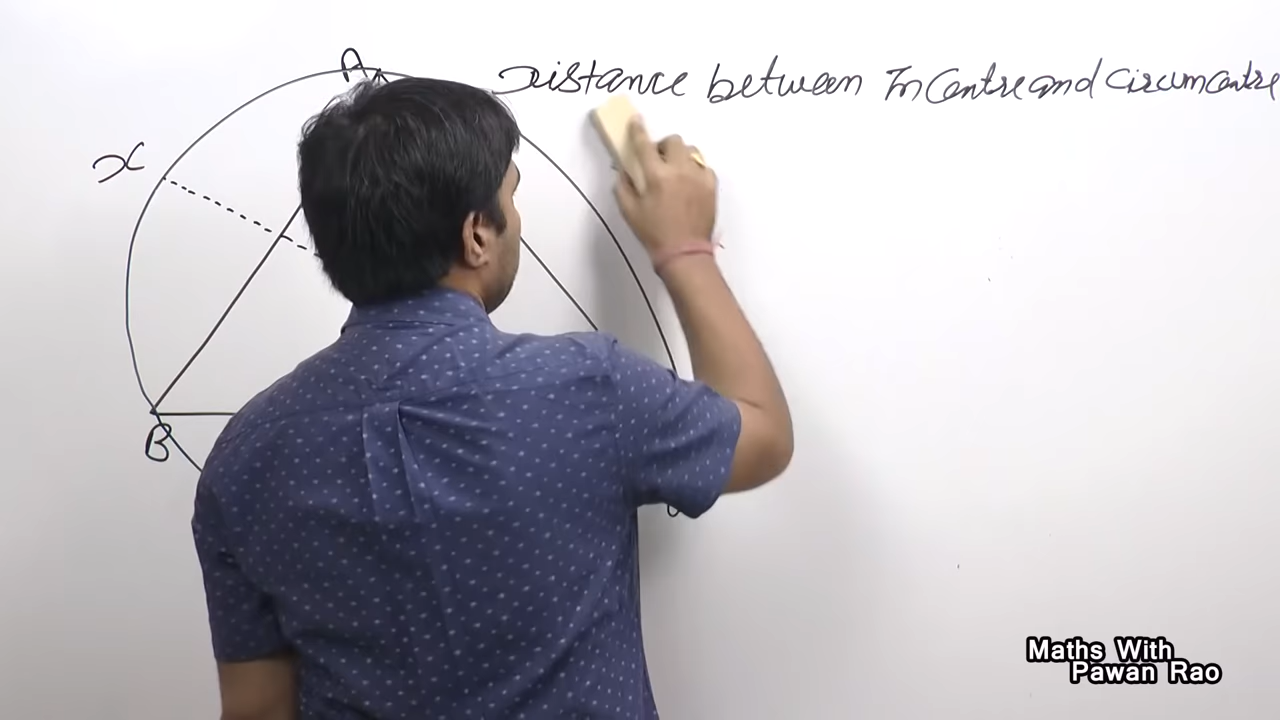 A
Distance between InCentre and Circumcentre
x
B
Maths With
Pawan Rao